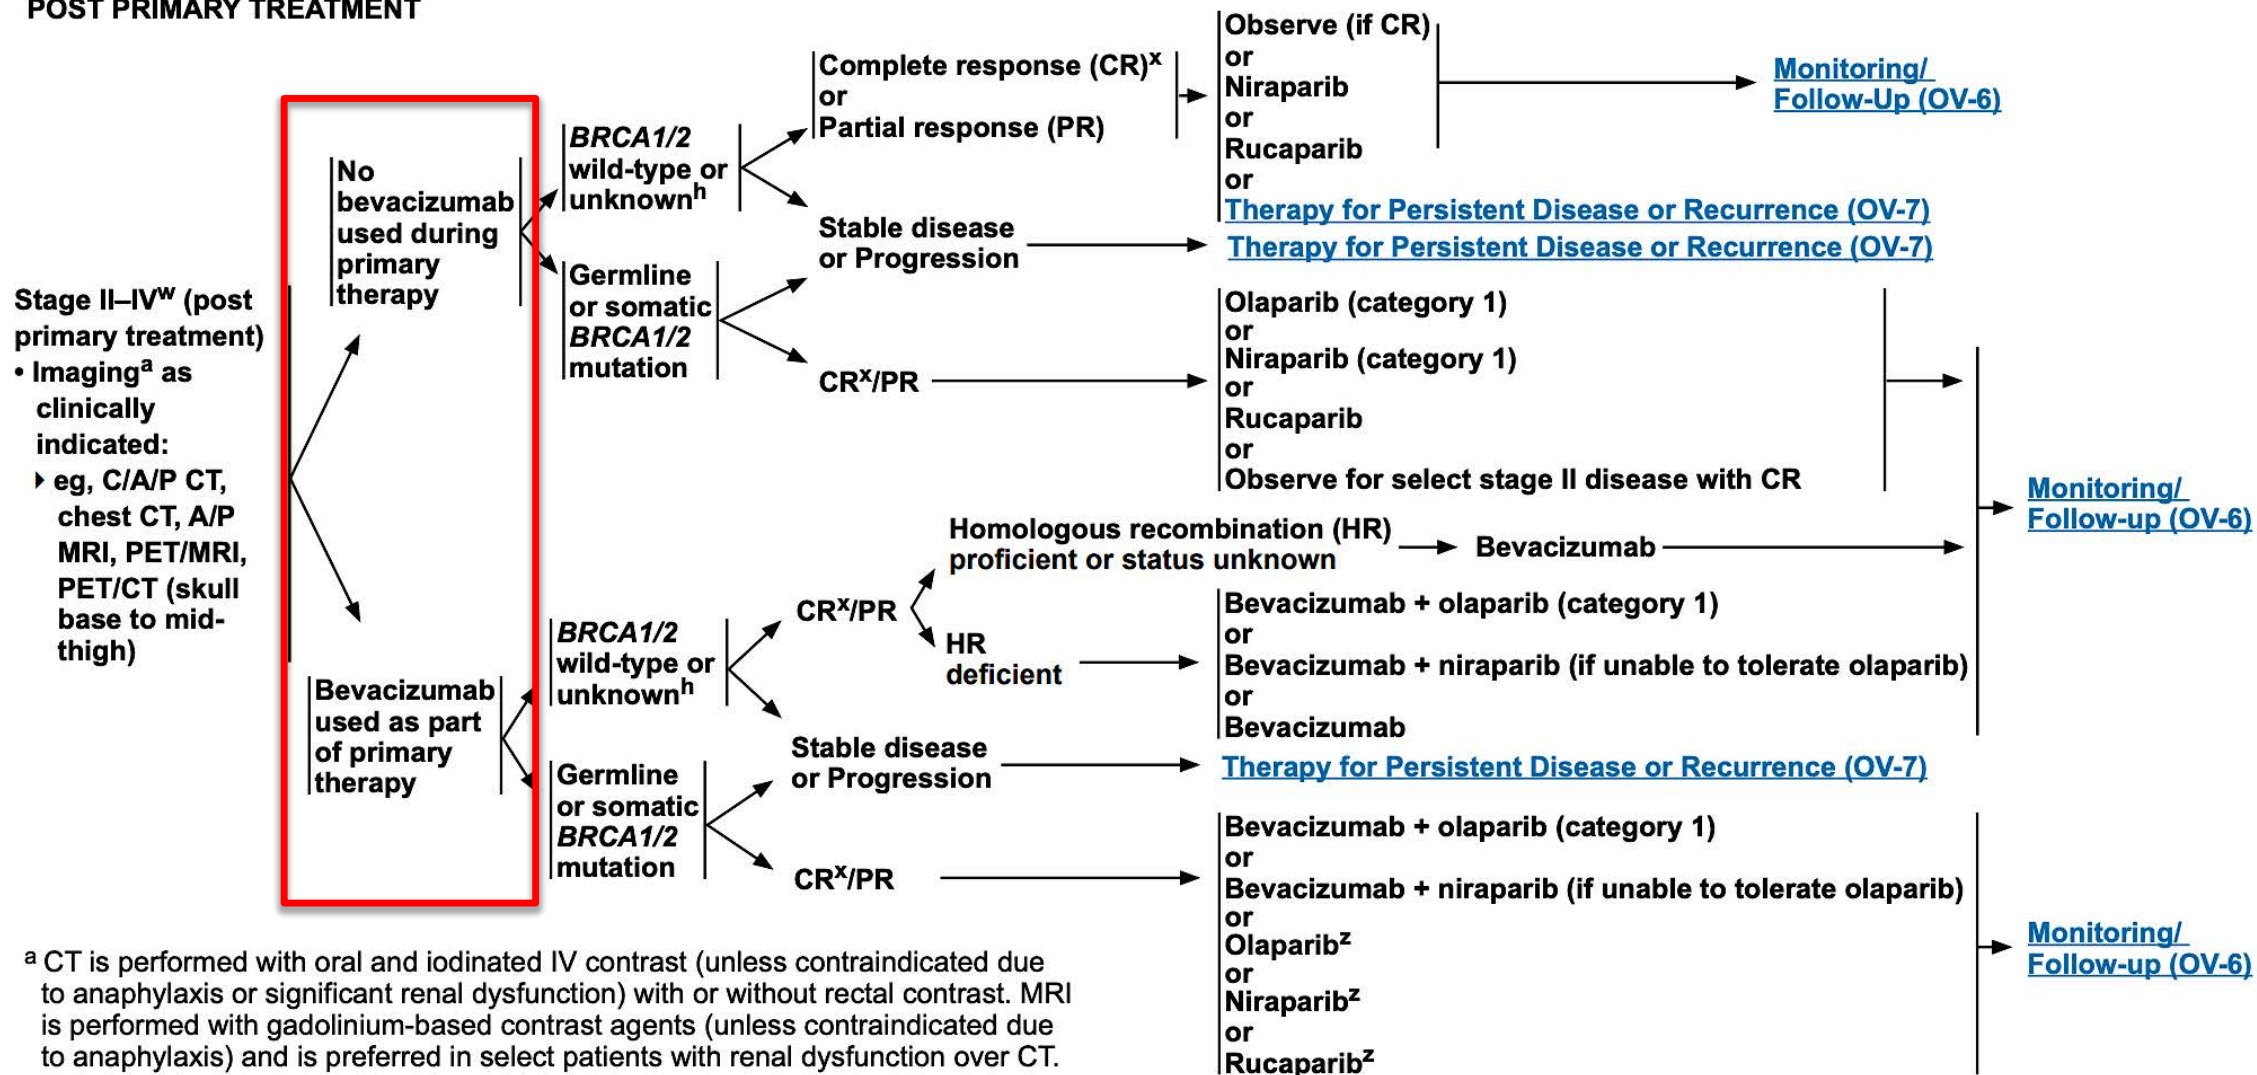 POST PRIMARY TREATMENT
Stage II–IVw (post
primary treatment)
• Imaginga as
clinically
indicated:
‣ eg, C/A/P CT,
chest CT, A/P
MRI, PET/MRI,
PET/CT (skull
base to mid-
thigh)
No
bevacizumab
used during
primary
therapy
BRCA1/2
wild-type or
unknownh
Germline
or somatic
BRCA1/2
mutation
Complete response (CR)x
or
Partial response (PR)
Stable disease
or Progression
CRx/PR
Observe (if CR)
or
Niraparib
or
Rucaparib
or
Therapy for Persistent Disease or Recurrence (OV-7)
Therapy for Persistent Disease or Recurrence (OV-7)
Monitoring/
Follow-Up (OV-6)
Olaparib (category 1)
or
Niraparib (category 1)
or
Rucaparib
or
Observe for select stage II disease with CR
Bevacizumab
used as part
of primary
therapy
BRCA1/2
wild-type or
unknownh
Germline
or somatic
BRCA1/2
mutation
CRx/PR
Homologous recombination (HR)
proficient or status unknown
Bevacizumab
HR
deficient
Bevacizumab + olaparib (category 1)
or
Bevacizumab + niraparib (if unable to tolerate olaparib)
or
Bevacizumab
Monitoring/
Follow-up (OV-6)
Stable disease
or Progression
Therapy for Persistent Disease or Recurrence (OV-7)
CRx/PR
Bevacizumab + olaparib (category 1)
or
Bevacizumab + niraparib (if unable to tolerate olaparib)
or
Olaparibz
or
Niraparibz
or
Rucaparibz
Monitoring/
Follow-up (OV-6)
a CT is performed with oral and iodinated IV contrast (unless contraindicated due
to anaphylaxis or significant renal dysfunction) with or without rectal contrast. MRI
is performed with gadolinium-based contrast agents (unless contraindicated due
to anaphylaxis) and is preferred in select patients with renal dysfunction over CT.